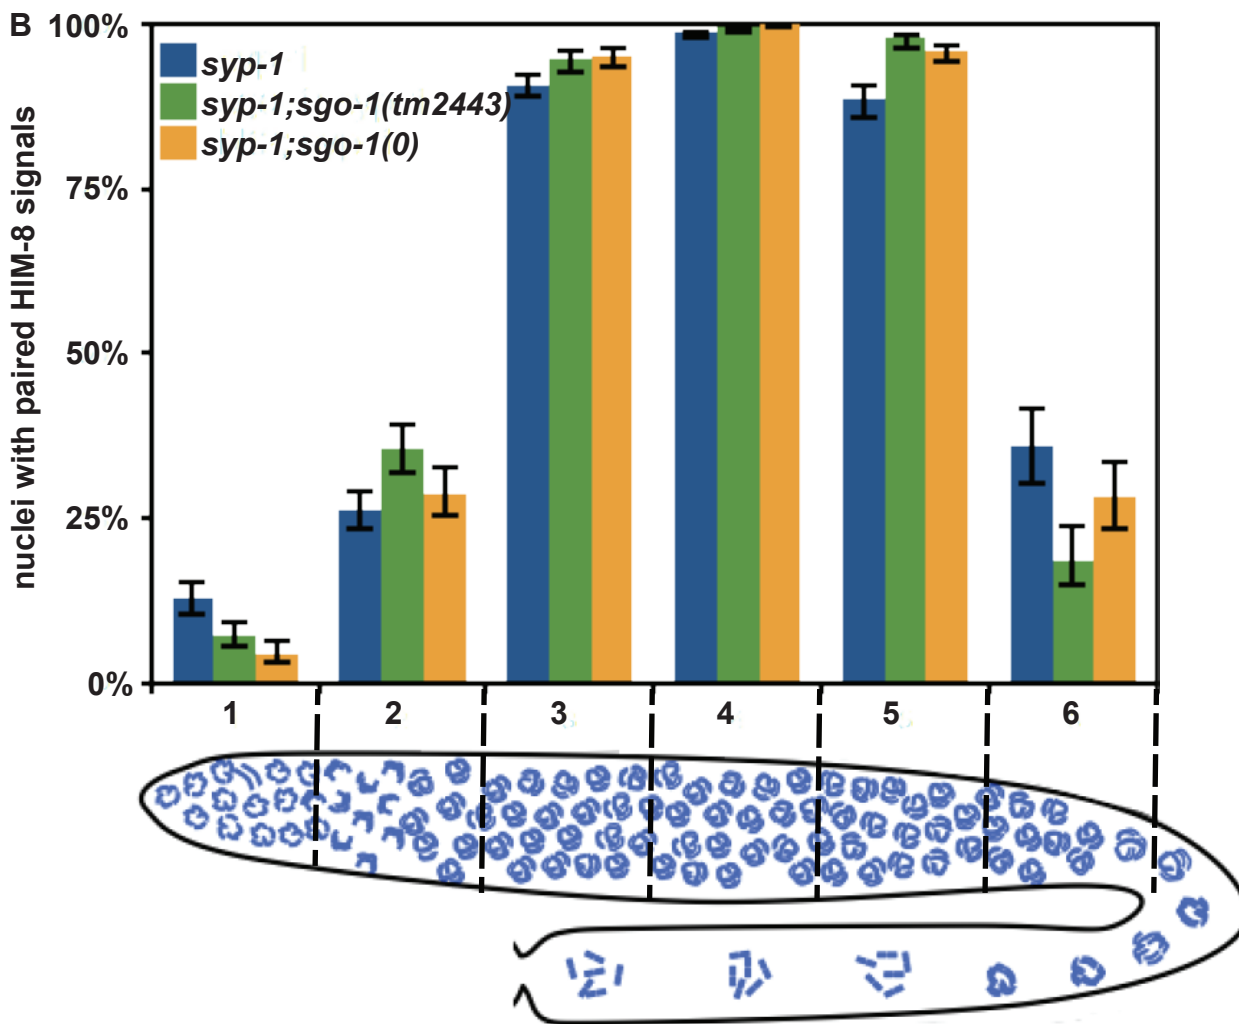 B
nuclei with paired HIM-8 signals
100%
75%
50%
25%
0%
syp-1
syp-1;sgo-1(tm2443)
syp-1;sgo-1(0)
1 2 3 4 5 6